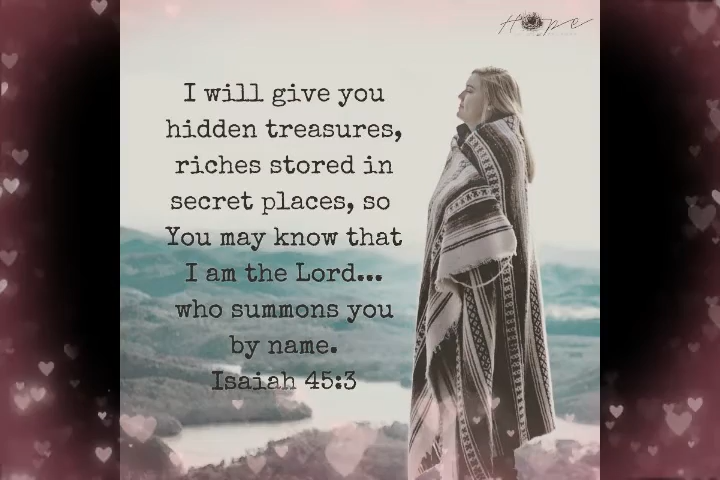 Hope
I will give you
hidden treasures,
riches stored in
secret places, so
You may know that
I am the Lord...
who summons you
by name.
Isaiah 45:3